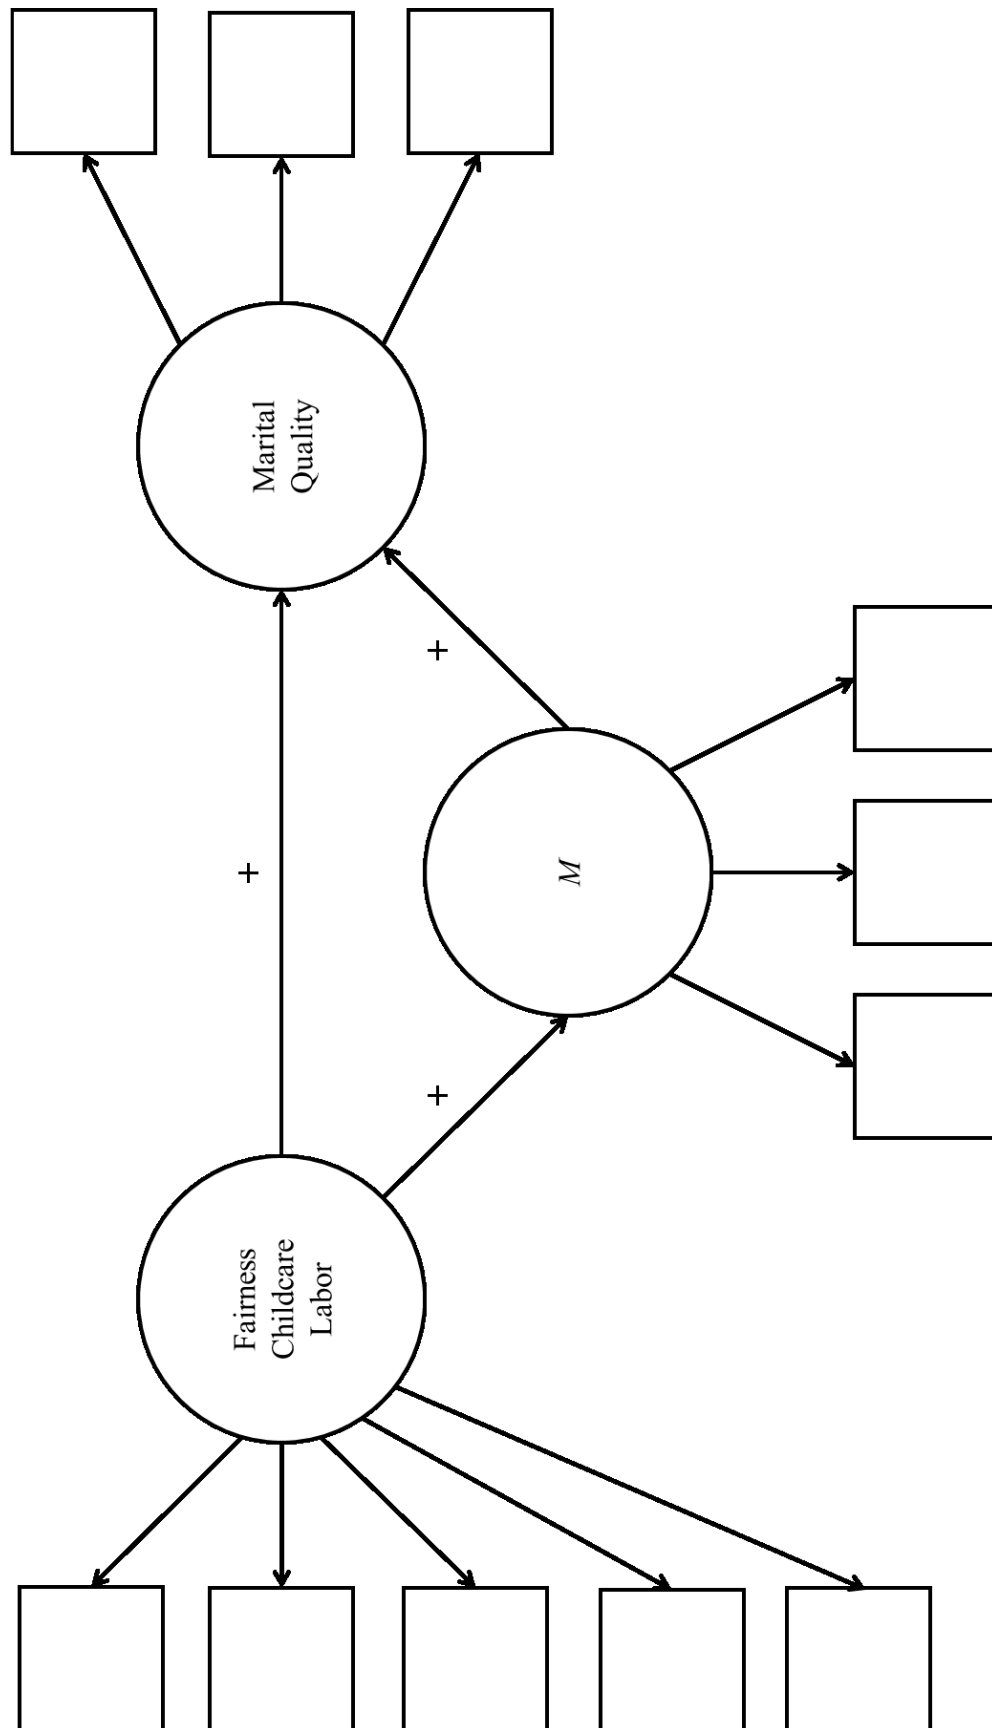 Fairness
Childcare
Labor
+
+
+
M
Marital
Quality